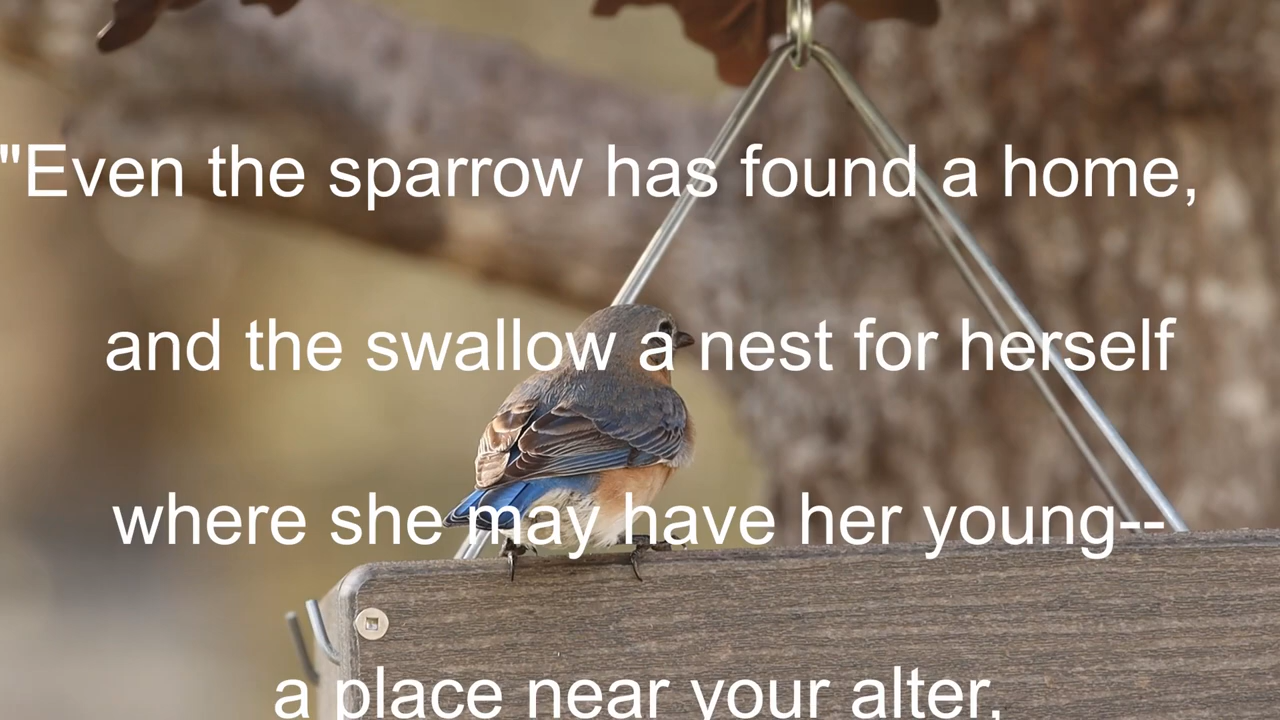 "Even the sparrow has found a home,
and the swallow a nest for herself
where she may have her young--
a place near your alter,